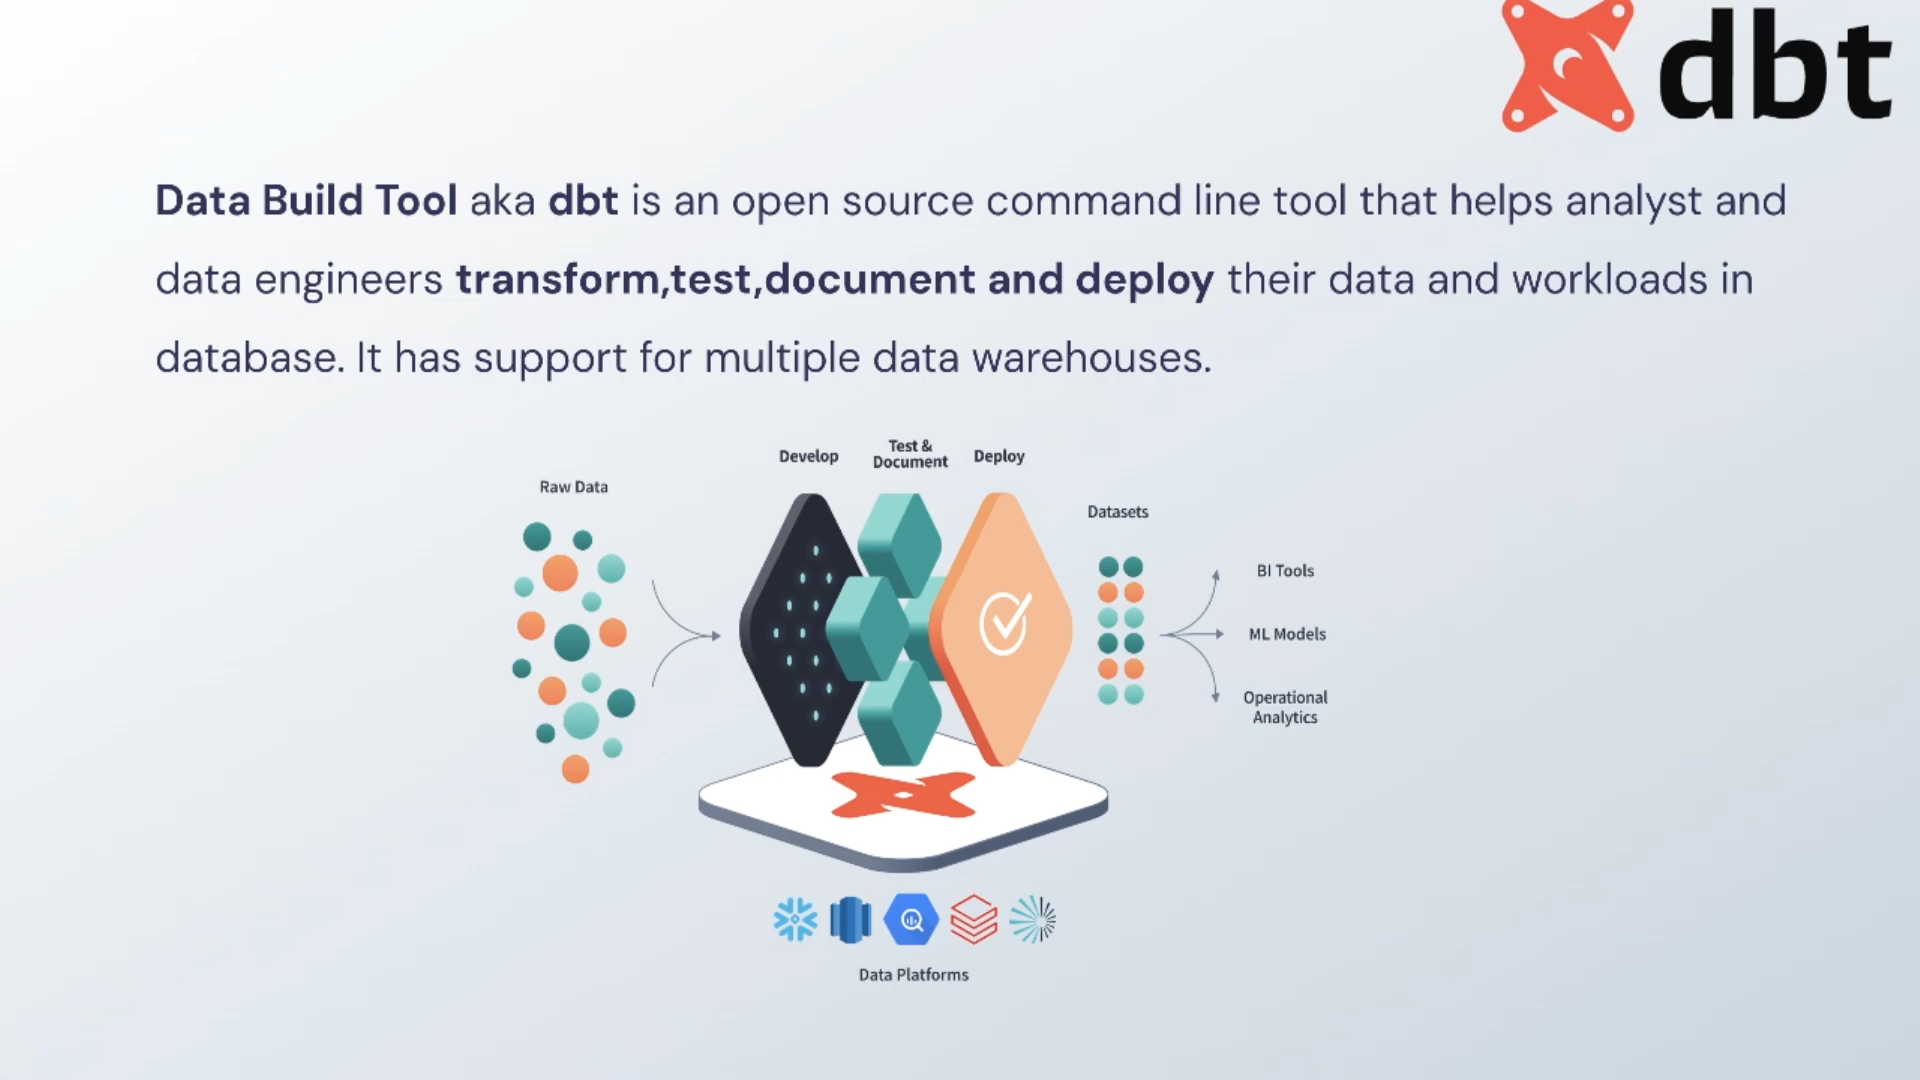 dbt
Data Build Tool aka dbt is an open source command line tool that helps analyst and
data engineers transform,test,document and deploy their data and workloads in
database. It has support for multiple data warehouses.
Raw Data
Develop
Test &
Document
Deploy
Datasets
BI Tools
ML Models
Operational
Analytics
Data Platforms